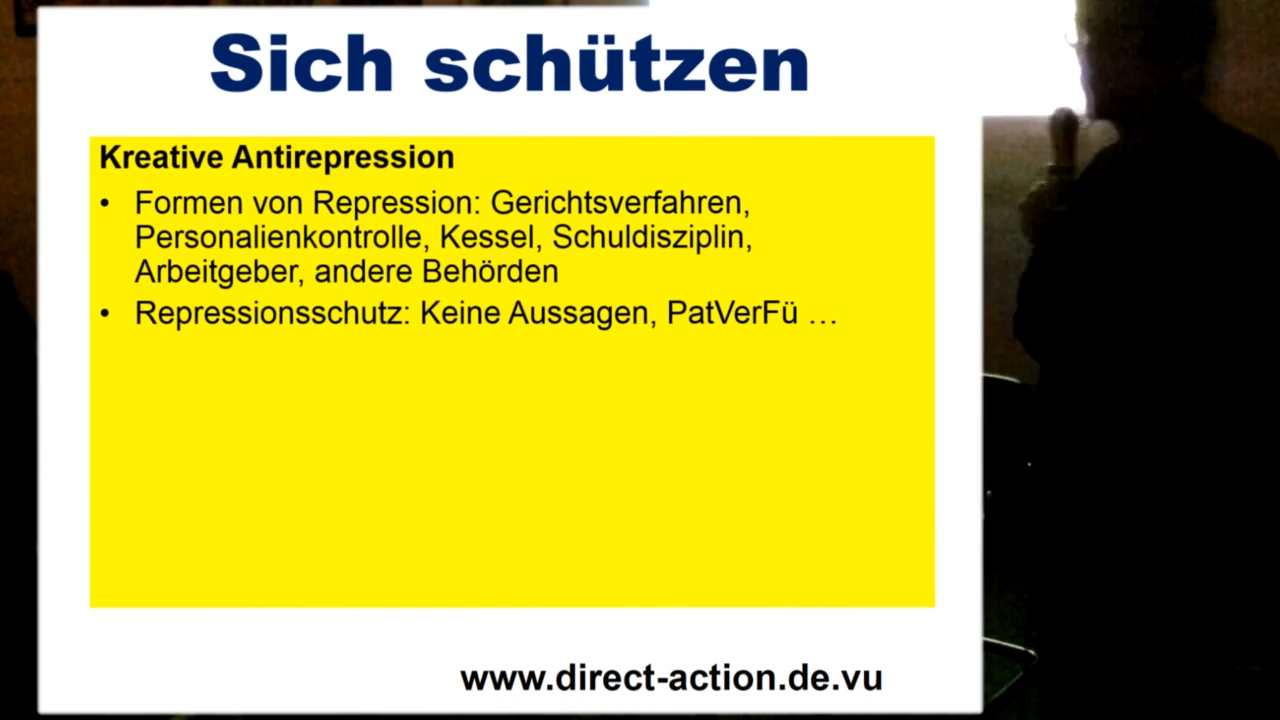 Sich schützen
Kreative Antirepression
• Formen von Repression: Gerichtsverfahren,
Personalienkontrolle, Kessel, Schuldisziplin,
Arbeitgeber, andere Behörden
• Repressionsschutz: Keine Aussagen, PatVerFü …
www.direct-action.de.vu